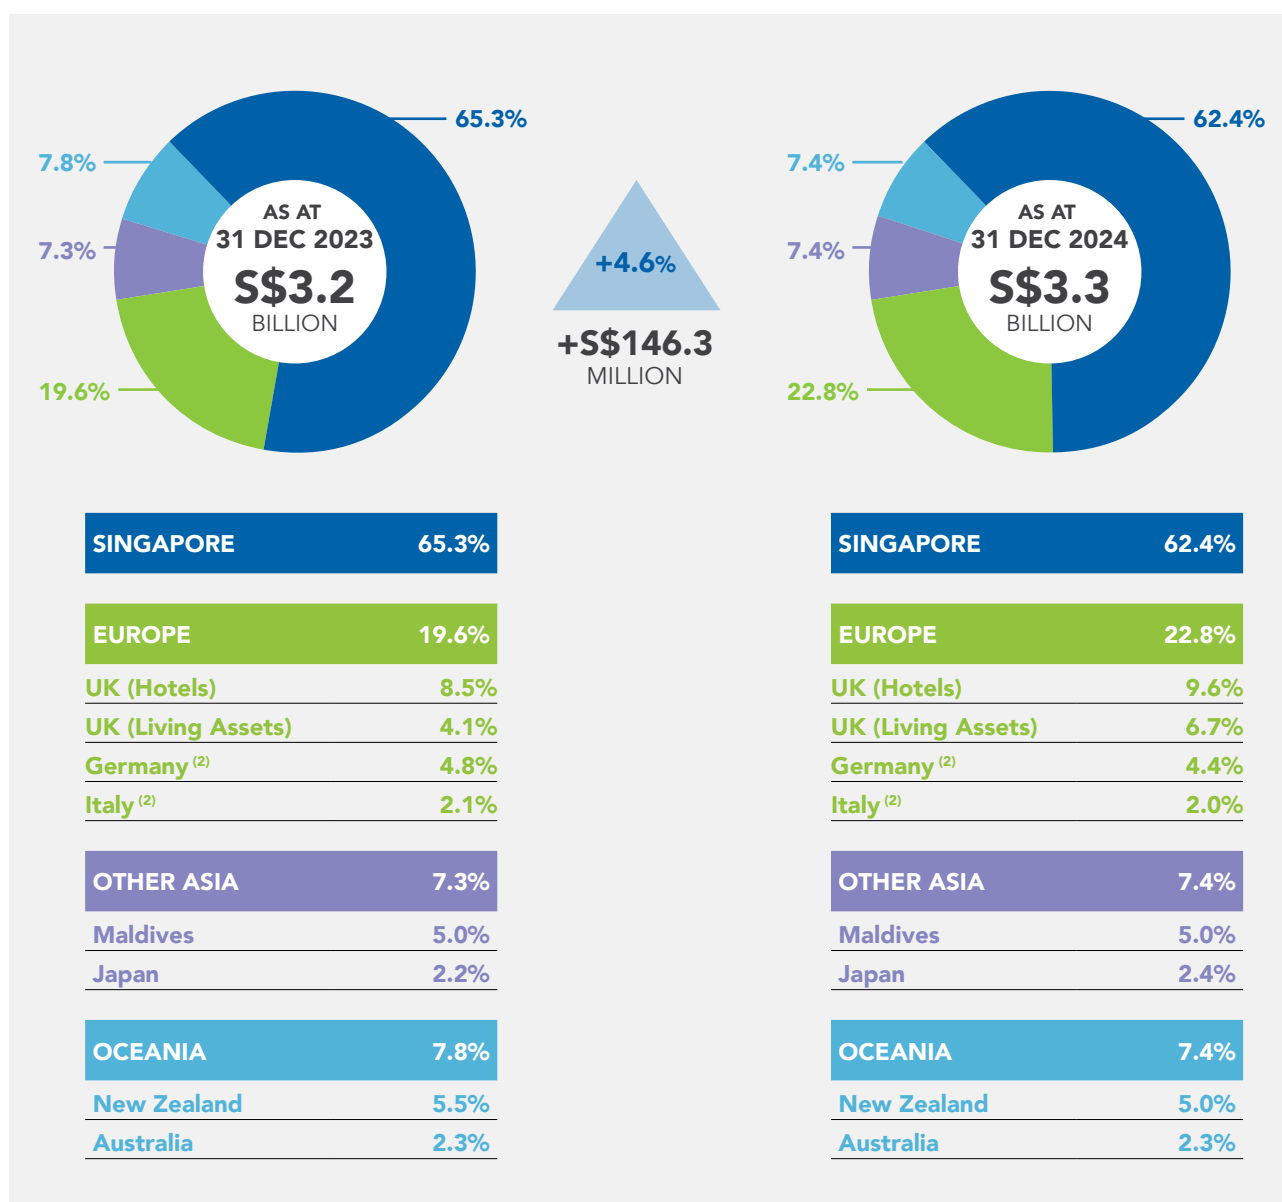 65.3%
7.8%
7.3%
19.6%
AS AT
31 DEC 2023
S$3.2
BILLION
+4.6%
+S$146.3
MILLION
62.4%
7.4%
7.4%
22.8%
AS AT
31 DEC 2024
S$3.3
BILLION
SINGAPORE 65.3%
EUROPE 19.6%
UK (Hotels) 8.5%
UK (Living Assets) 4.1%
Germany (2) 4.8%
Italy (2) 2.1%
OTHER ASIA 7.3%
Maldives 5.0%
Japan 2.2%
OCEANIA 7.8%
New Zealand 5.5%
Australia 2.3%
SINGAPORE 62.4%
EUROPE 22.8%
UK (Hotels) 9.6%
UK (Living Assets) 6.7%
Germany (2) 4.4%
Italy (2) 2.0%
OTHER ASIA 7.4%
Maldives 5.0%
Japan 2.4%
OCEANIA 7.4%
New Zealand 5.0%
Australia 2.3%